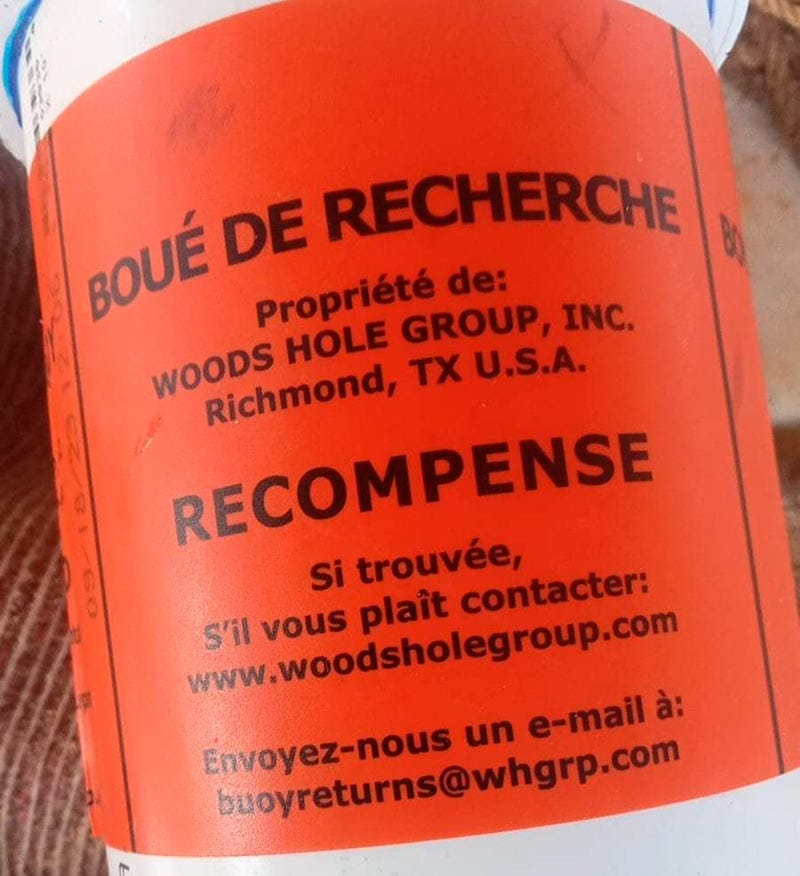 BOUÉ DE RECHERCHE
Propriété de:
WOODS HOLE GROUP, INC.
Richmond, TX U.S.A.
RECOMPENSE
Si trouvée,
S'il vous plaît contacter:
www.woodsholegroup.com
Envoyez-nous un e-mail à:
buoyreturns@whgrp.com
BO